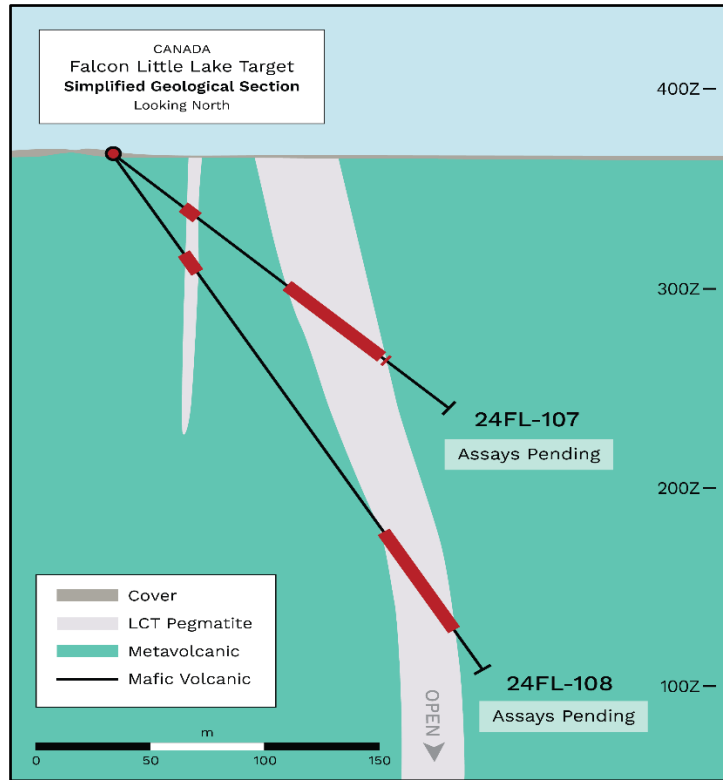 CANADA
Falcon Little Lake Target
Simplified Geological Section
Looking North
400Z
300Z
24FL-107
Assays Pending
200Z
Cover
LCT Pegmatite
Metavolcanic
Mafic Volcanic
m
0 50 100 150
OPEN
24FL-108
Assays Pending
100Z